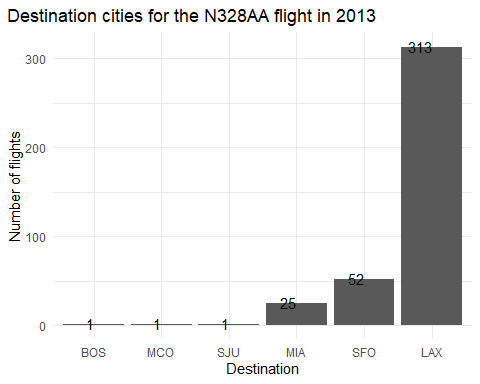 Destination cities for the N328AA flight in 2013
Number of flights
300
200
100
0
1
1
1
25
52
313
BOS MCO SJU MIA SFO LAX
Destination